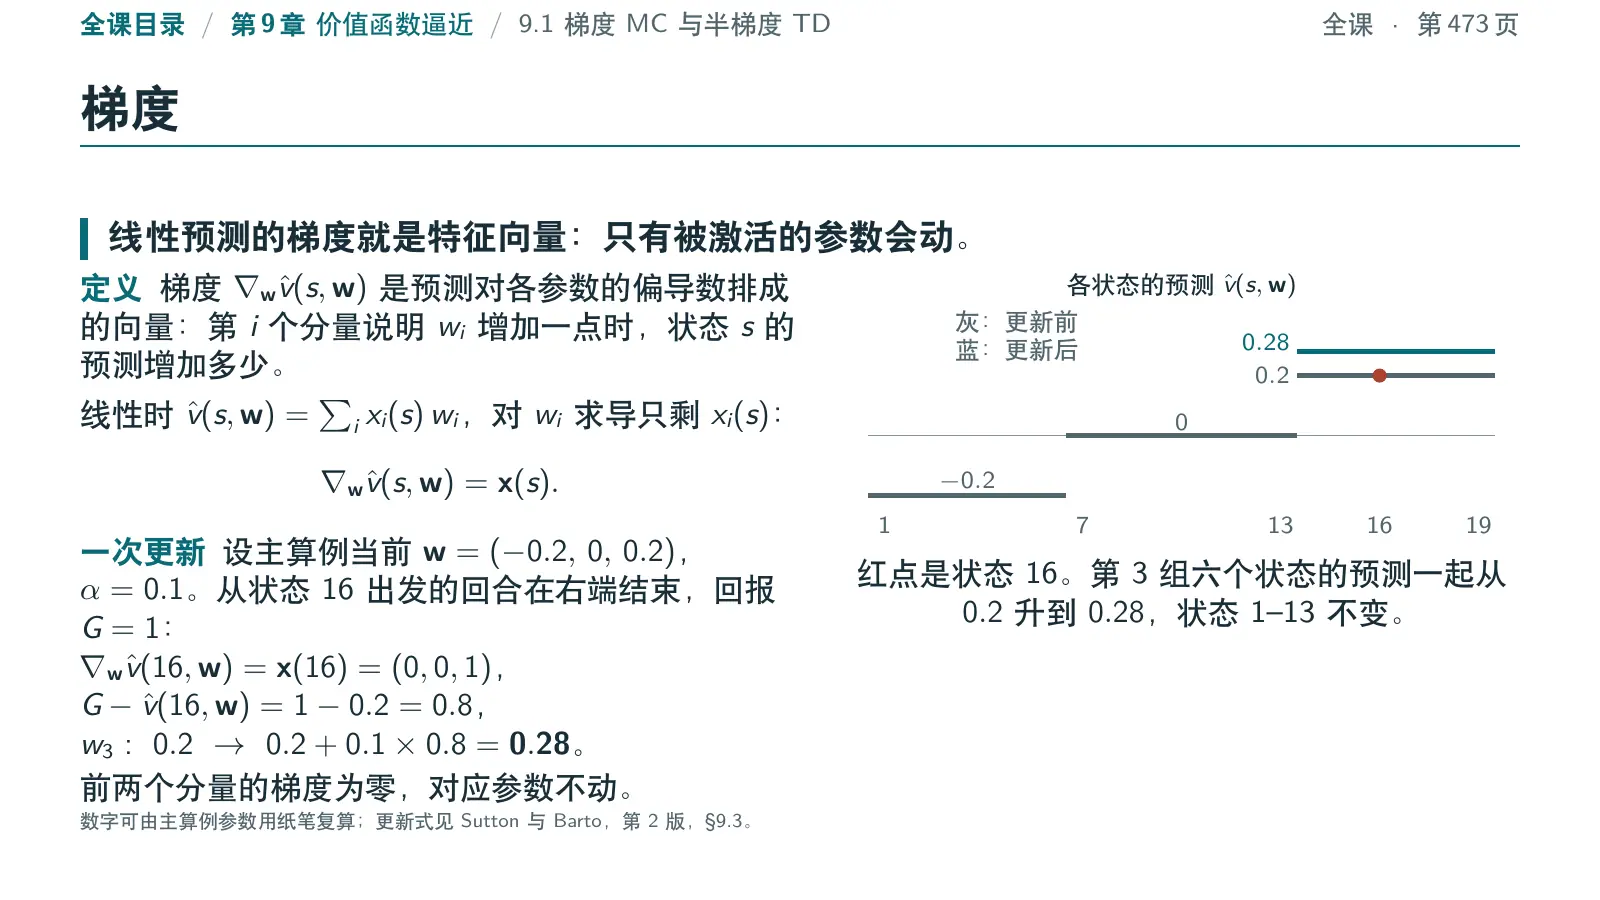 全课目录 / 第 9 章 价值函数逼近 / 9.1 梯度 MC 与半梯度 TD
全课 · 第 473 页
梯度
线性预测的梯度就是特征向量：只有被激活的参数会动。
定义 梯度 ∇_w v̂(s, w) 是预测对各参数的偏导数排成
的向量：第 i 个分量说明 w_i 增加一点时，状态 s 的
预测增加多少。
线性时 v̂(s, w) = ∑_i x_i(s) w_i，对 w_i 求导只剩 x_i(s)：
∇_w v̂(s, w) = x(s).
一次更新 设主算例当前 w = (−0.2, 0, 0.2)，
α = 0.1。从状态 16 出发的回合在右端结束，回报
G = 1：
∇_w v̂(16, w) = x(16) = (0, 0, 1)，
G − v̂(16, w) = 1 − 0.2 = 0.8，
w_3 : 0.2 → 0.2 + 0.1 × 0.8 = 0.28。
前两个分量的梯度为零，对应参数不动。
数字可由主算例参数用纸笔复算；更新式见 Sutton 与 Barto，第 2 版，§9.3。
各状态的预测 v̂(s, w)
灰：更新前
蓝：更新后
0.28
0.2
0
−0.2
1 7 13 16 19
红点是状态 16。第 3 组六个状态的预测一起从
0.2 升到 0.28，状态 1–13 不变。